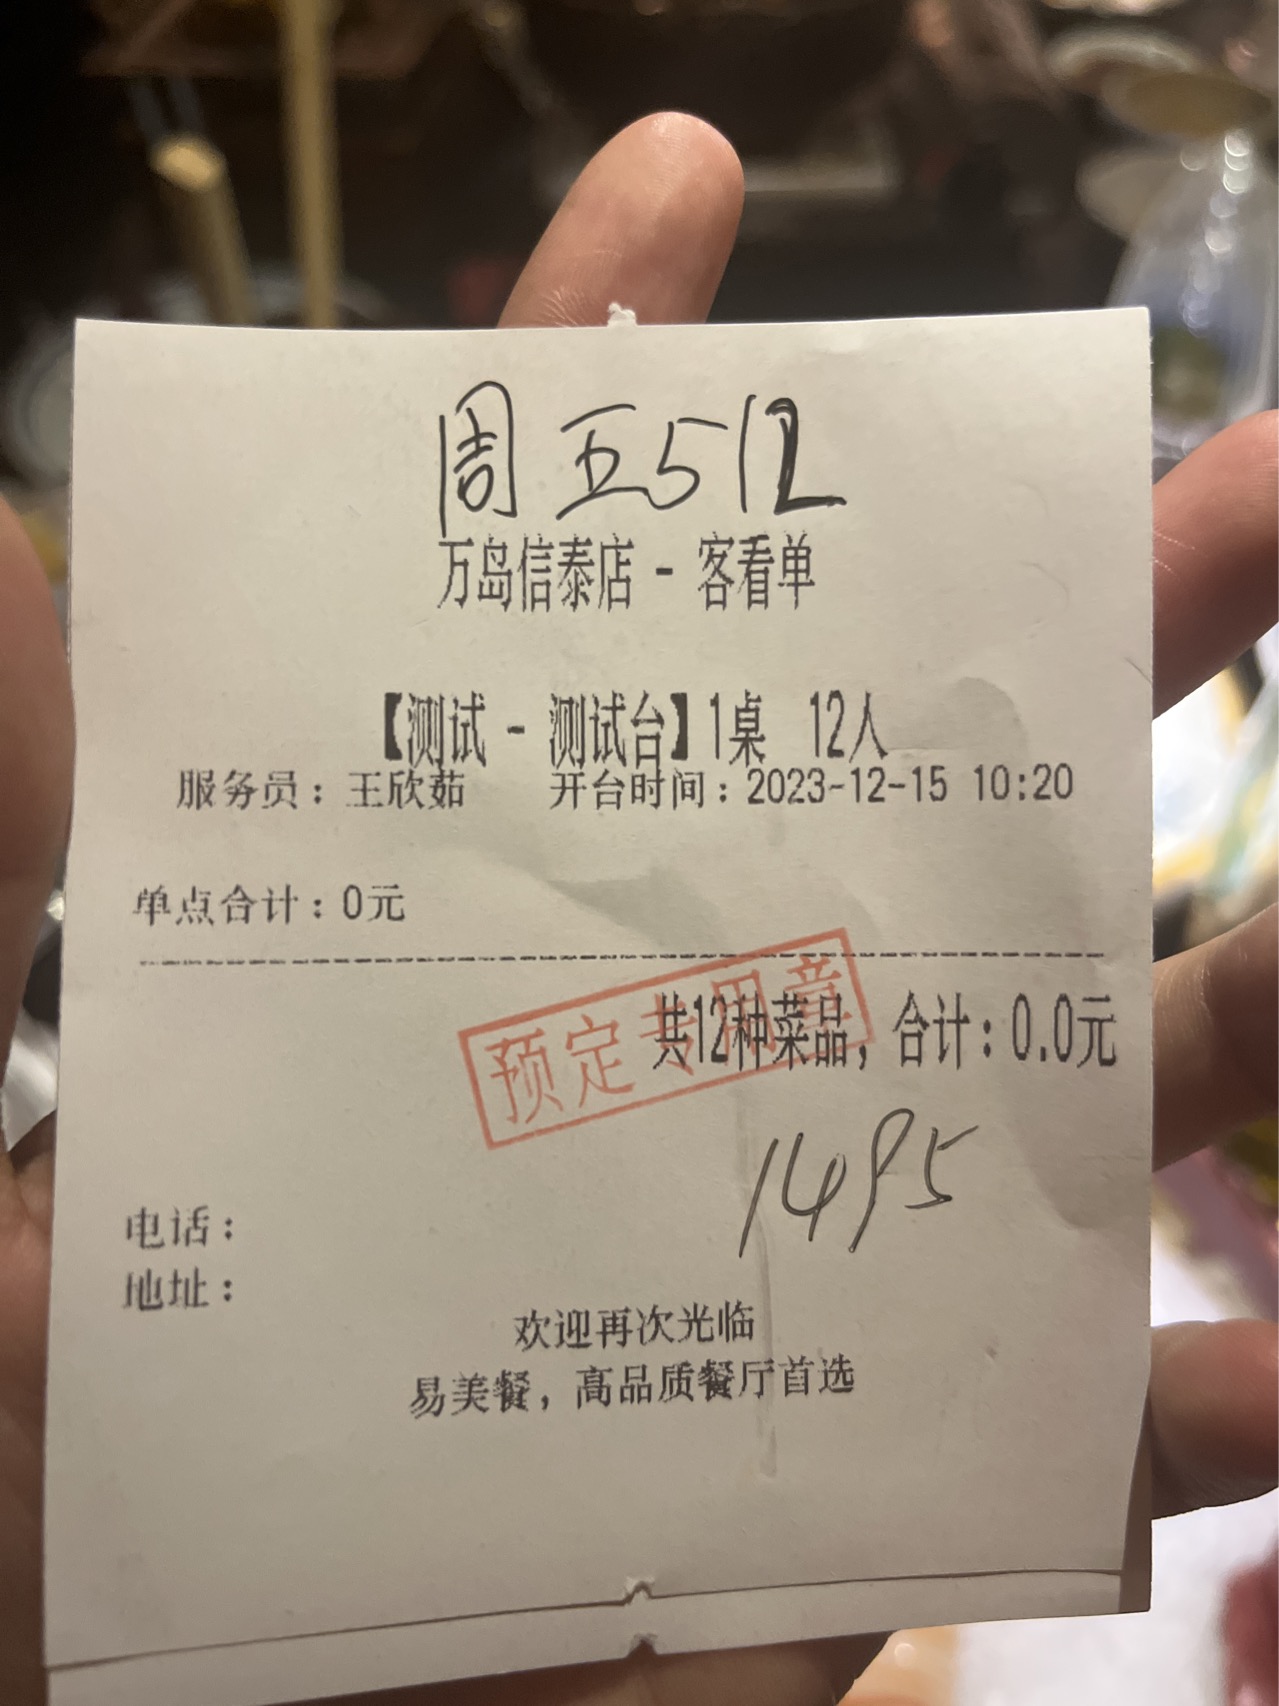 周五512
万岛信泰店 - 客看单
【测试 - 测试台】1桌 12人
服务员：王欣茹 开台时间：2023-12-15 10:20
单点合计：0元
预定专用章
共12种菜品，合计：0.0元
1495
电话：
地址：
欢迎再次光临
易美餐，高品质餐厅首选